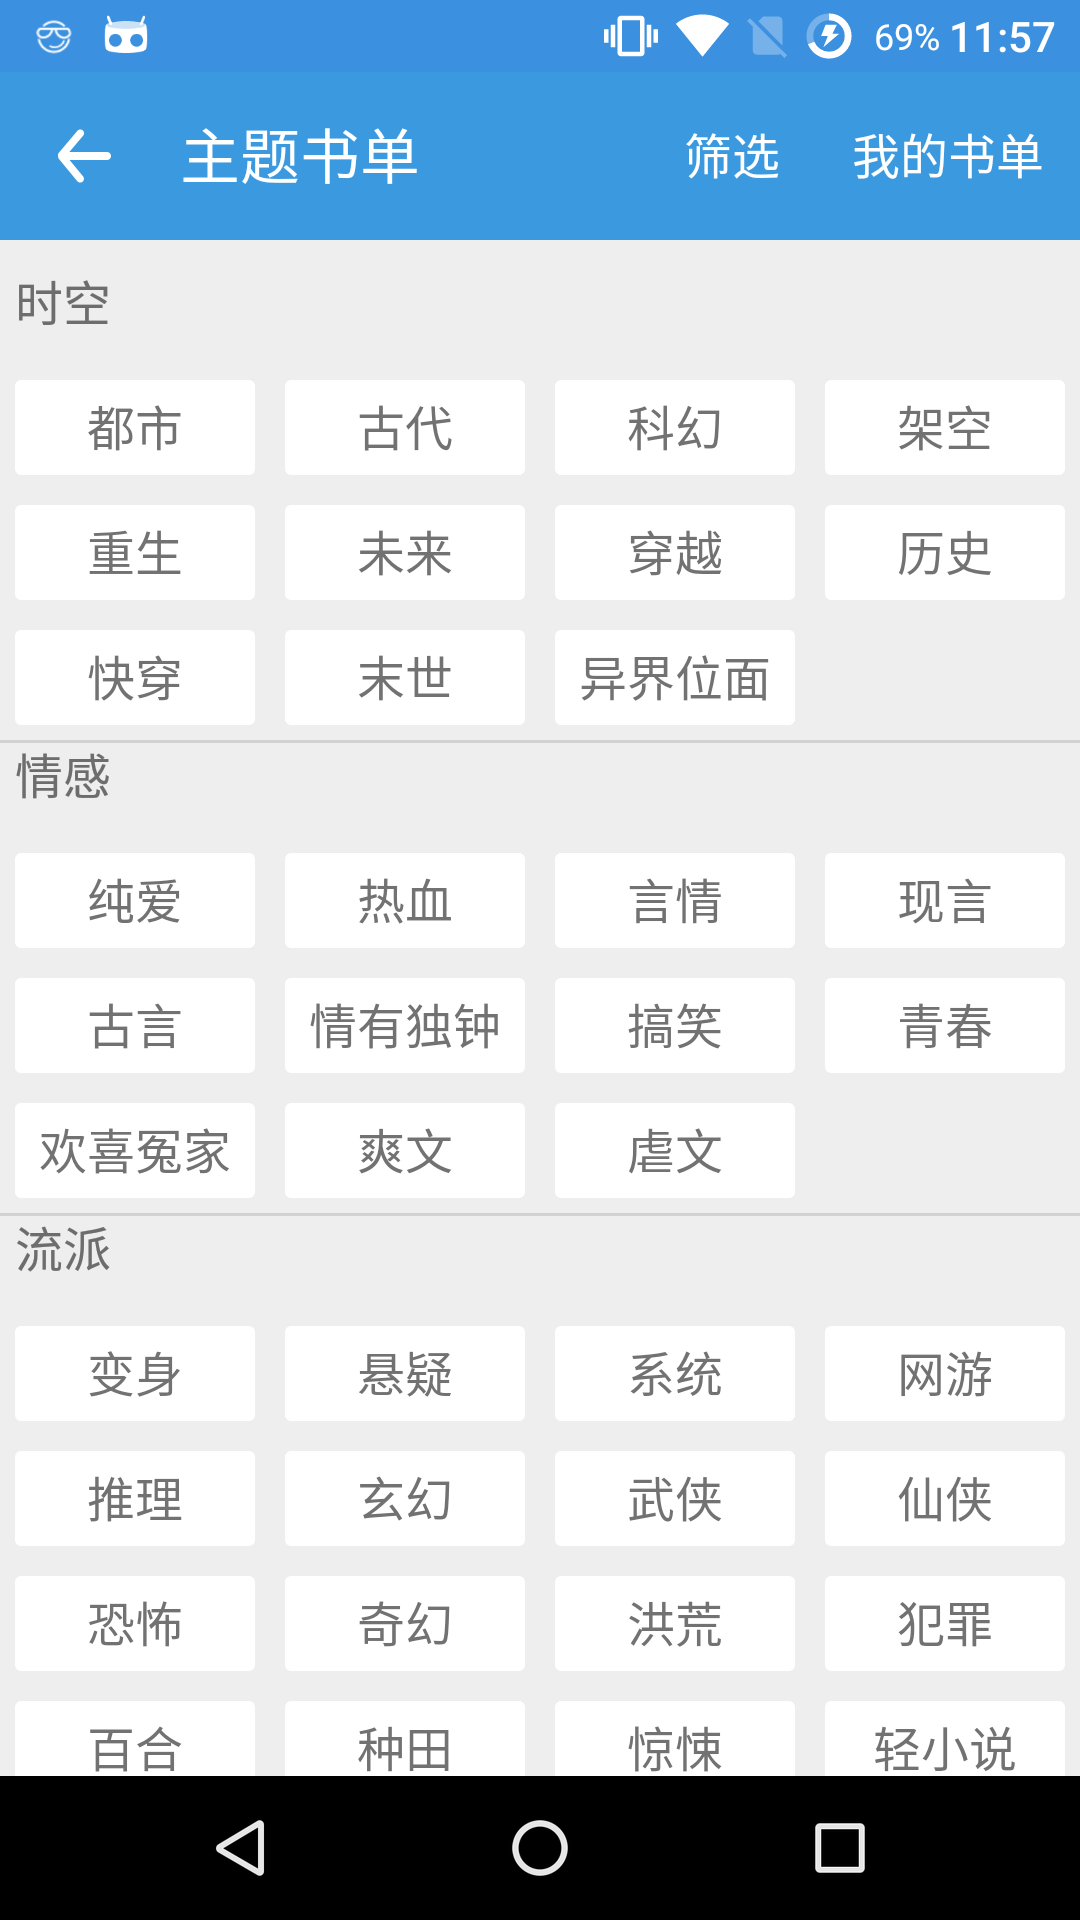 69% 11:57
主题书单 筛选 我的书单
时空
都市 古代 科幻 架空
重生 未来 穿越 历史
快穿 末世 异界位面
情感
纯爱 热血 言情 现言
古言 情有独钟 搞笑 青春
欢喜冤家 爽文 虐文
流派
变身 悬疑 系统 网游
推理 玄幻 武侠 仙侠
恐怖 奇幻 洪荒 犯罪
百合 种田 惊悚 轻小说